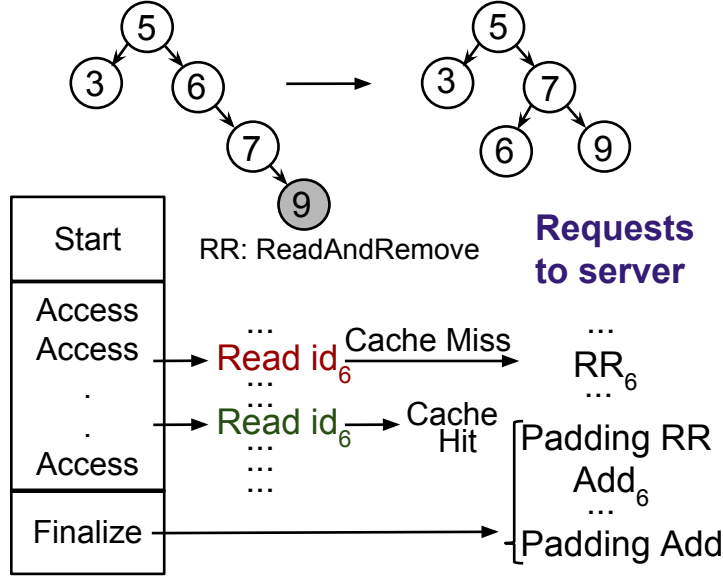 5
3
6
7
9
5
3
7
6
9
RR: ReadAndRemove
Requests
to server
Start
Access
Access
.
.
Access
...
Read id₆
Cache Miss
...
RR₆
...
...
Read id₆
Cache
Hit
...
...
...
Padding RR
Add₆
...
Padding Add
Finalize